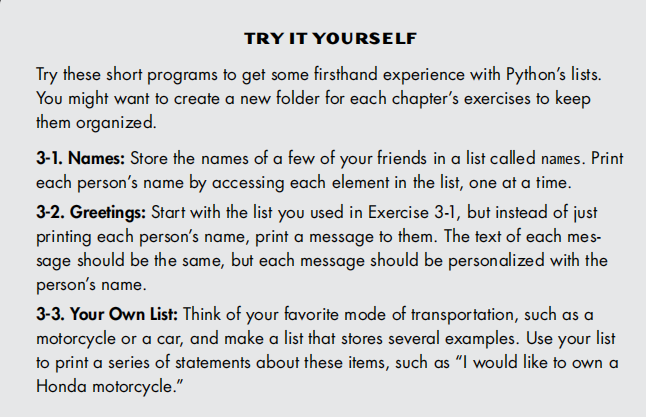 TRY IT YOURSELF
Try these short programs to get some firsthand experience with Python’s lists.
You might want to create a new folder for each chapter’s exercises to keep
them organized.
3-1. Names: Store the names of a few of your friends in a list called names. Print
each person’s name by accessing each element in the list, one at a time.
3-2. Greetings: Start with the list you used in Exercise 3-1, but instead of just
printing each person’s name, print a message to them. The text of each mes-
sage should be the same, but each message should be personalized with the
person’s name.
3-3. Your Own List: Think of your favorite mode of transportation, such as a
motorcycle or a car, and make a list that stores several examples. Use your list
to print a series of statements about these items, such as “I would like to own a
Honda motorcycle.”